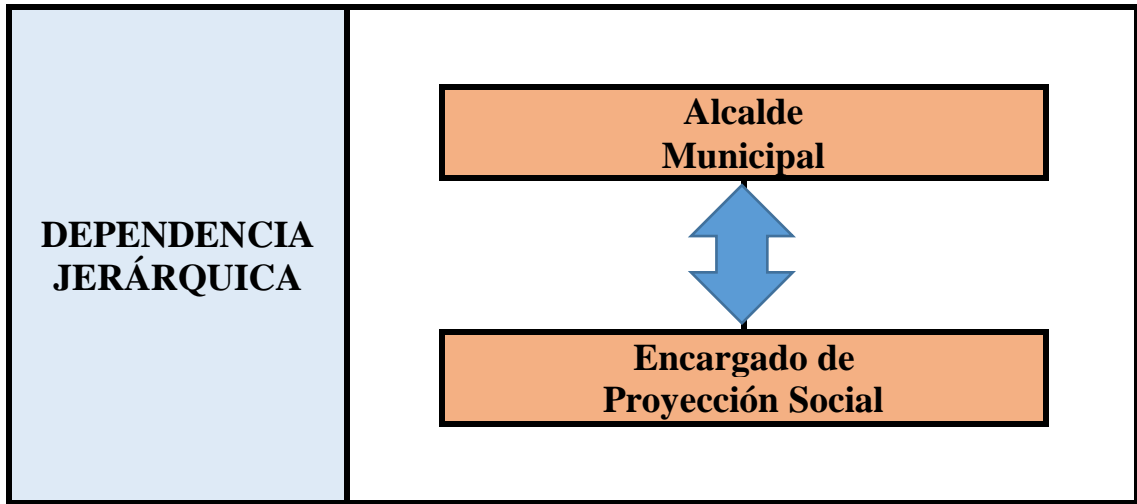 DEPENDENCIA
JERÁRQUICA
Alcalde
Municipal
Encargado de
Proyección Social